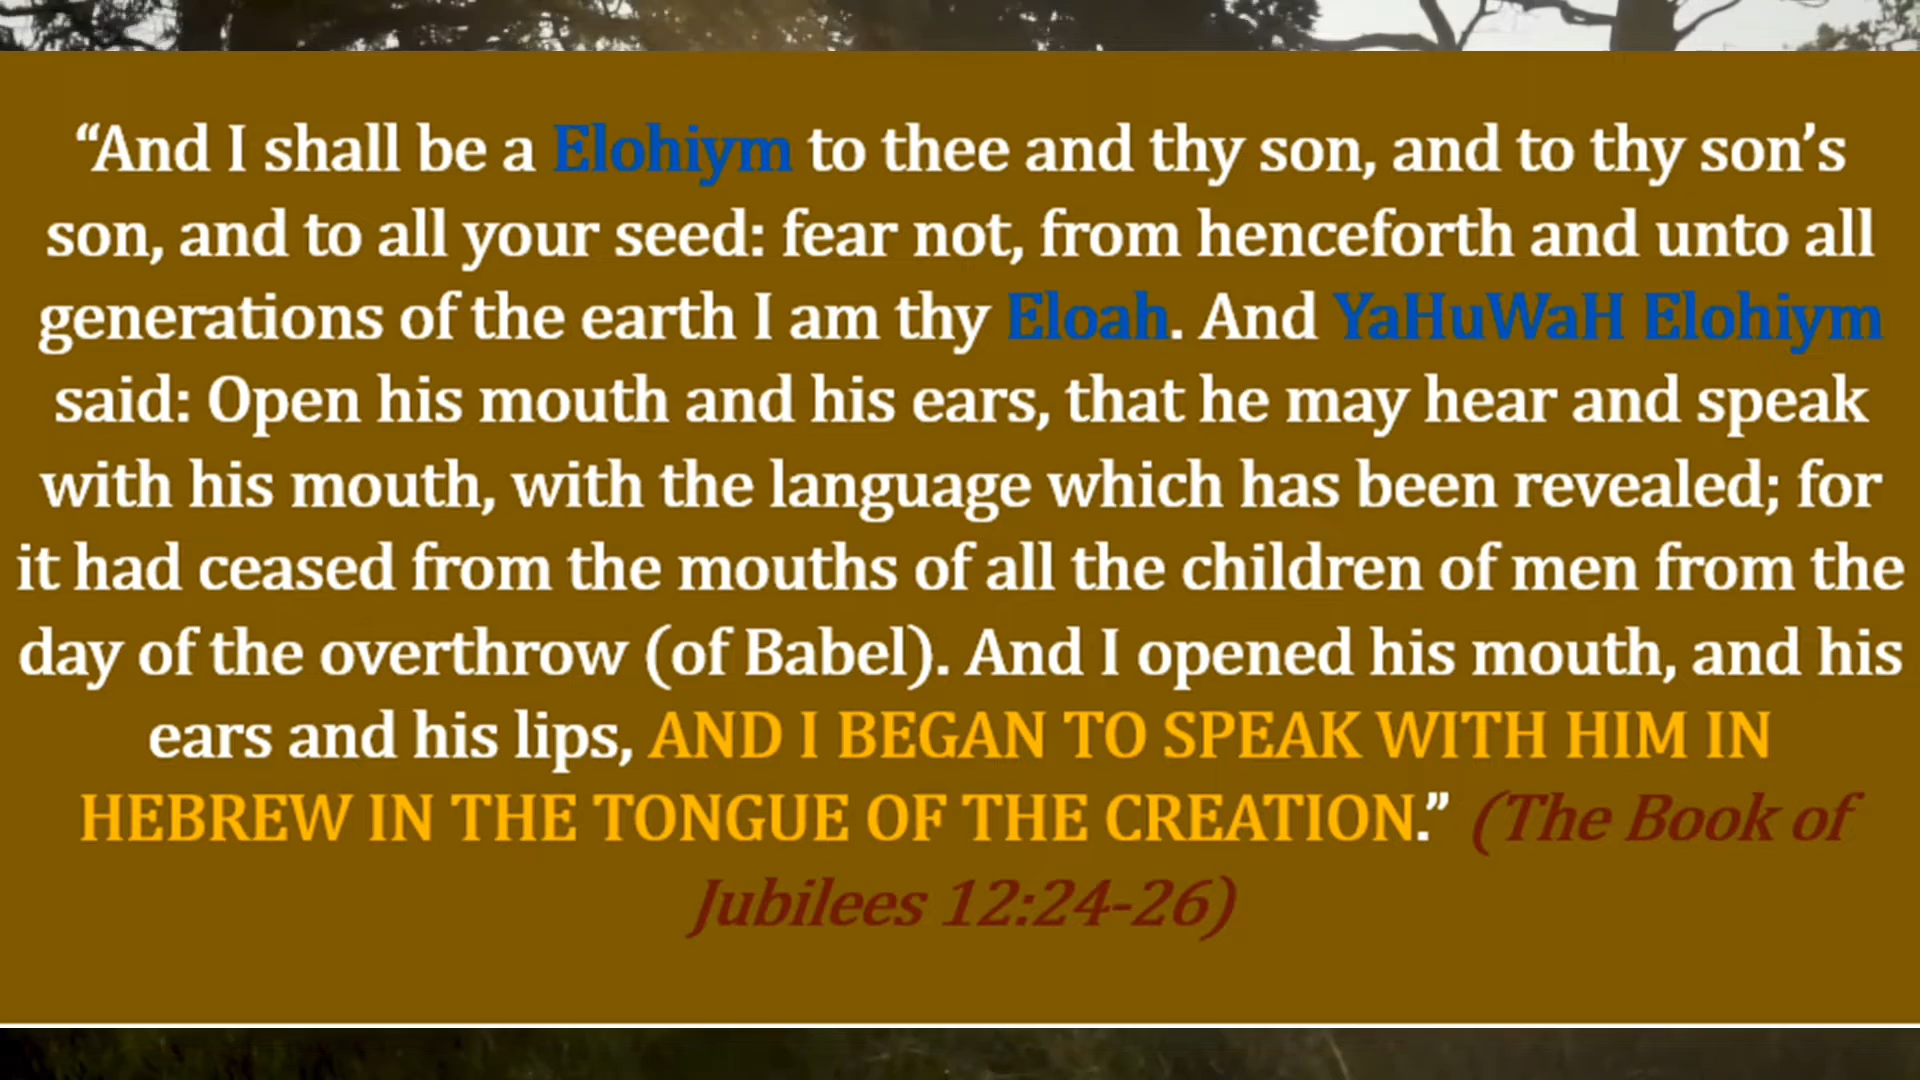 “And I shall be a Elohiym to thee and thy son, and to thy son’s
son, and to all your seed: fear not, from henceforth and unto all
generations of the earth I am thy Eloah. And YaHuWaH Elohiym
said: Open his mouth and his ears, that he may hear and speak
with his mouth, with the language which has been revealed; for
it had ceased from the mouths of all the children of men from the
day of the overthrow (of Babel). And I opened his mouth, and his
ears and his lips, AND I BEGAN TO SPEAK WITH HIM IN
HEBREW IN THE TONGUE OF THE CREATION.” (The Book of
Jubilees 12:24-26)